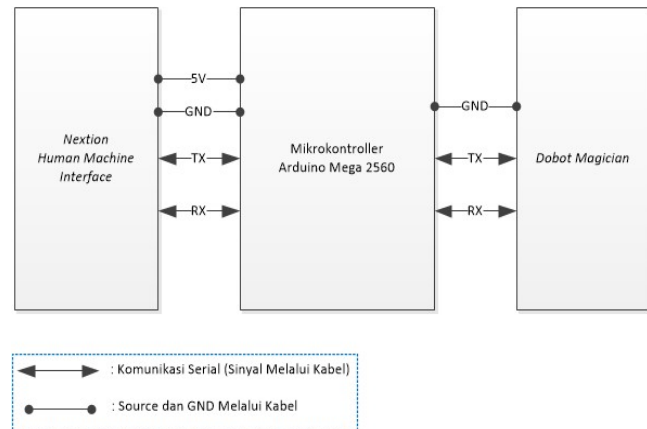 5V
GND
TX
RX
Nextion
Human Machine
Interface
Mikrokontroller
Arduino Mega 2560
GND
TX
RX
Dobot Magician
: Komunikasi Serial (Sinyal Melalui Kabel)
: Source dan GND Melalui Kabel